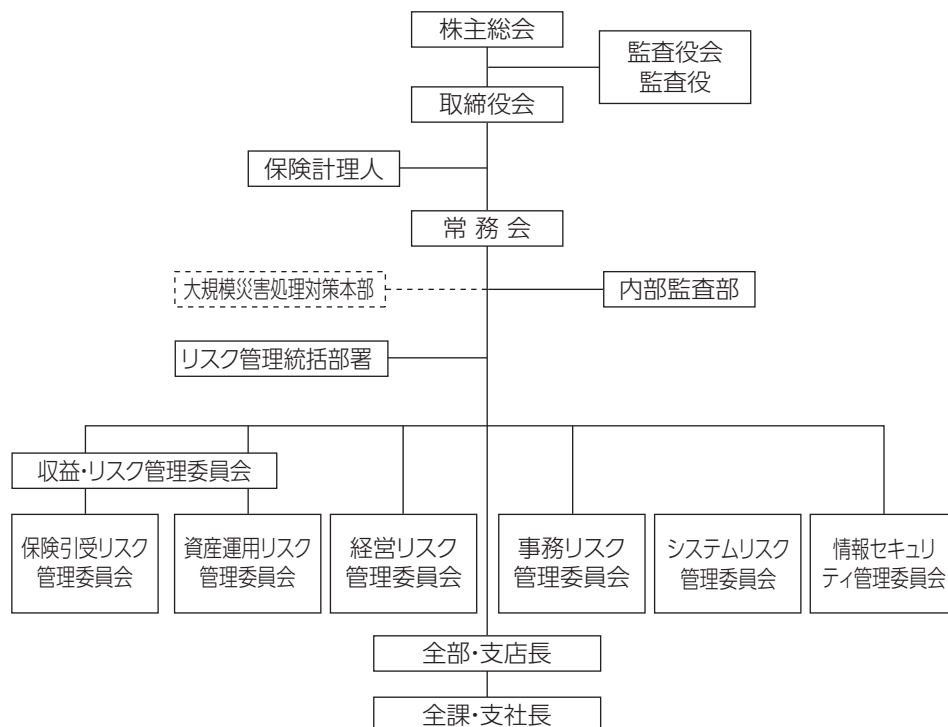 株主総会
監査役会
監査役
取締役会
保険計理人
常務会
大規模災害処理対策本部
内部監査部
リスク管理統括部署
収益・リスク管理委員会
保険引受リスク
管理委員会
資産運用リスク
管理委員会
経営リスク
管理委員会
事務リスク
管理委員会
システムリスク
管理委員会
情報セキュリ
ティ管理委員会
全部・支店長
全課・支社長